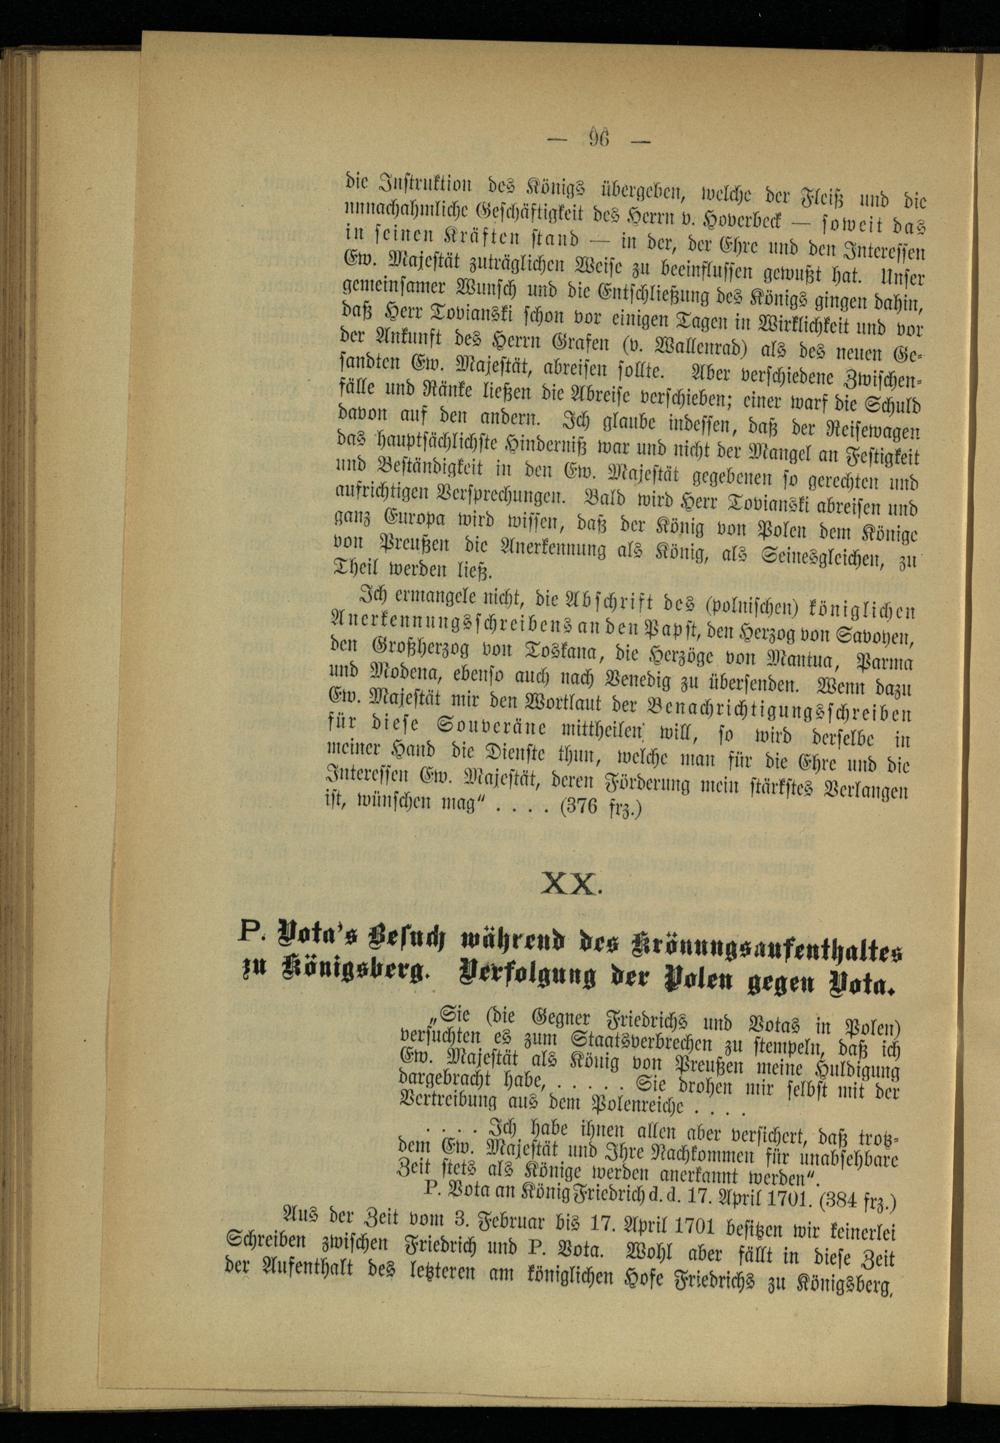 — 96 —
die Instruktion des Königs übergeben, welche der Fleiß und die
unnachahmliche Geschäftigkeit des Herrn v. Hoverbeck — soweit das
in seinen Kräften stand — in der, der Ehre und den Interessen
Ew. Majestät zuträglichen Weise zu beeinflussen gewußt hat. Unser
gemeinsamer Wunsch und die Entschließung des Königs gingen dahin,
daß Herr Tovianski schon vor einigen Tagen in Wirklichkeit und vor
der Ankunft des Herrn Grafen (v. Wallenrad) als des neuen Ge-
sandten Ew. Majestät, abreisen sollte. Aber verschiedene Zwischen-
fälle und Ränke ließen die Abreise verschieben; einer warf die Schuld
davon auf den andern. Ich glaube indessen, daß der Reisewagen
das hauptsächlichste Hinderniß war und nicht der Mangel an Festigkeit
und Beständigkeit in den Ew. Majestät gegebenen so gerechten und
aufrichtigen Versprechungen. Bald wird Herr Tovianski abreisen und
ganz Europa wird wissen, daß der König von Polen dem Könige
von Preußen die Anerkennung als König, als Seinesgleichen, zu
Theil werden ließ.
Ich ermangele nicht, die Abschrift des (polnischen) königlichen
Anerkennungsschreibens an den Papst, den Herzog von Savoyen,
den Großherzog von Toskana, die Herzöge von Mantua, Parma
und Modena, ebenso auch nach Venedig zu übersenden. Wenn dazu
Ew. Majestät mir den Wortlaut der Benachrichtigungsschreiben
für diese Souveräne mittheilen will, so wird derselbe in
meiner Hand die Dienste thun, welche man für die Ehre und die
Interessen Ew. Majestät, deren Förderung mein stärkstes Verlangen
ist, wünschen mag“ . . . . (376 frz.)
XX.
P. Vota's Besuch während des Krönungsaufenthaltes
zu Königsberg. Verfolgung der Polen gegen Vota.
„Sie (die Gegner Friedrichs und Votas in Polen)
versuchten es zum Staatsverbrechen zu stempeln, daß ich
Ew. Majestät als König von Preußen meine Huldigung
dargebracht habe, . . . . . Sie drohen mir selbst mit der
Vertreibung aus dem Polenreiche . . . .
. . . . Ich habe ihnen allen aber versichert, daß trotz-
dem Ew. Majestät und Ihre Nachkommen für unabsehbare
Zeit stets als Könige werden anerkannt werden“.
P. Vota an König Friedrich d. d. 17. April 1701. (384 frz.)
Aus der Zeit vom 3. Februar bis 17. April 1701 besitzen wir keinerlei
Schreiben zwischen Friedrich und P. Vota. Wohl aber fällt in diese Zeit
der Aufenthalt des letzteren am königlichen Hofe Friedrichs zu Königsberg,